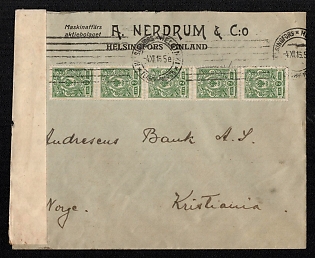 Maskinaffärs
aktiebolaget
A. NERDRUM & C:o
HELSINGFORS FINLAND
Andresens Bank A.S.
Norge.
Kristiania.